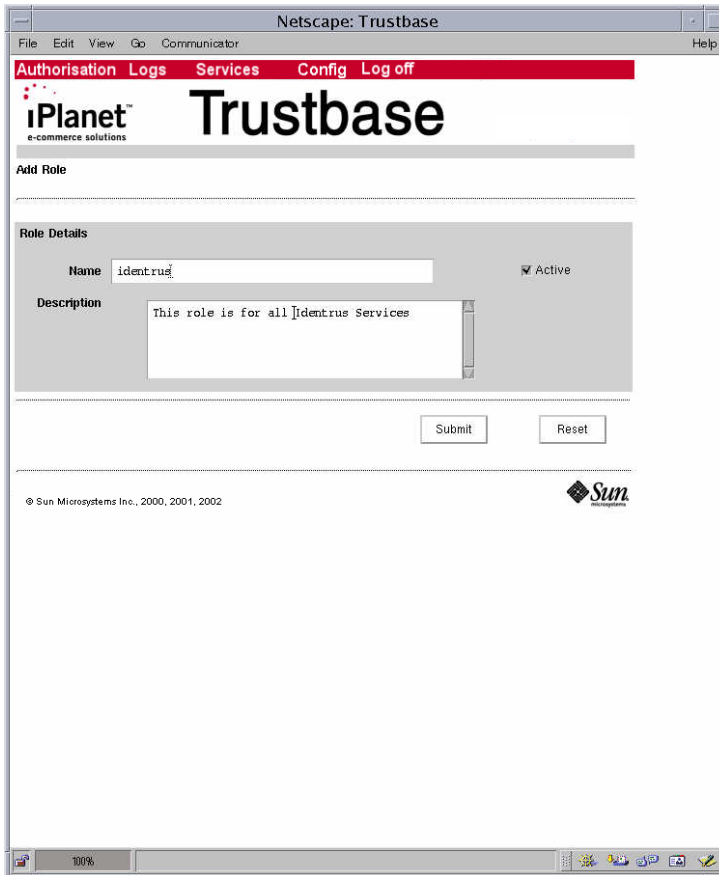 Netscape: Trustbase
File Edit View Go Communicator Help
Authorisation Logs Services Config Log off
iPlanet™
e-commerce solutions
Trustbase
Add Role
Role Details
Name identrus Active
Description
This role is for all Identrus Services
Submit Reset
© Sun Microsystems Inc., 2000, 2001, 2002
Sun
microsystems
100%